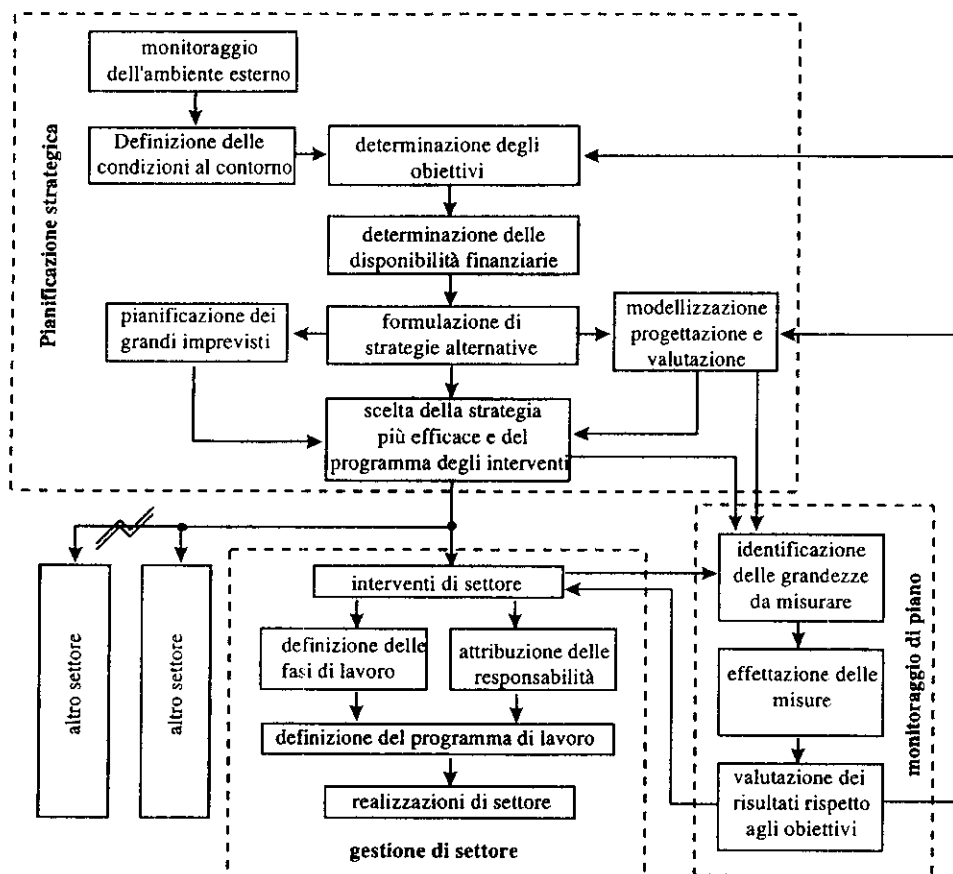 monitoraggio
dell'ambiente esterno
Definizione delle
condizioni al contorno
determinazione degli
obiettivi
determinazione delle
disponibilità finanziarie
pianificazione dei
grandi imprevisti
formulazione di
strategie alternative
modellizzazione
progettazione e
valutazione
scelta della strategia
più efficace e del
programma degli interventi
Pianificazione strategica
altro settore
altro settore
interventi di settore
definizione delle
fasi di lavoro
attribuzione delle
responsabilità
definizione del programma di lavoro
realizzazioni di settore
gestione di settore
identificazione
delle grandezze
da misurare
effettazione delle
misure
valutazione dei
risultati rispetto
agli obiettivi
monitoraggio di piano